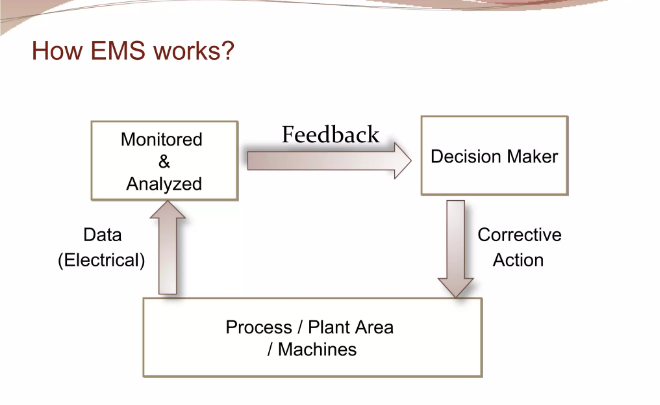 How EMS works?
Monitored
&
Analyzed
Feedback
Decision Maker
Data
(Electrical)
Corrective
Action
Process / Plant Area
/ Machines